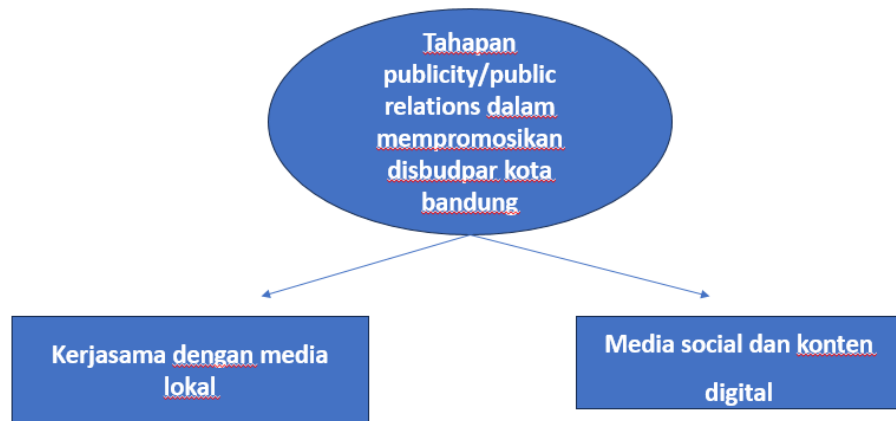 Tahapan
publicity/public
relations dalam
mempromosikan
disbudpar kota
bandung
Kerjasama dengan media
lokal
Media social dan konten
digital